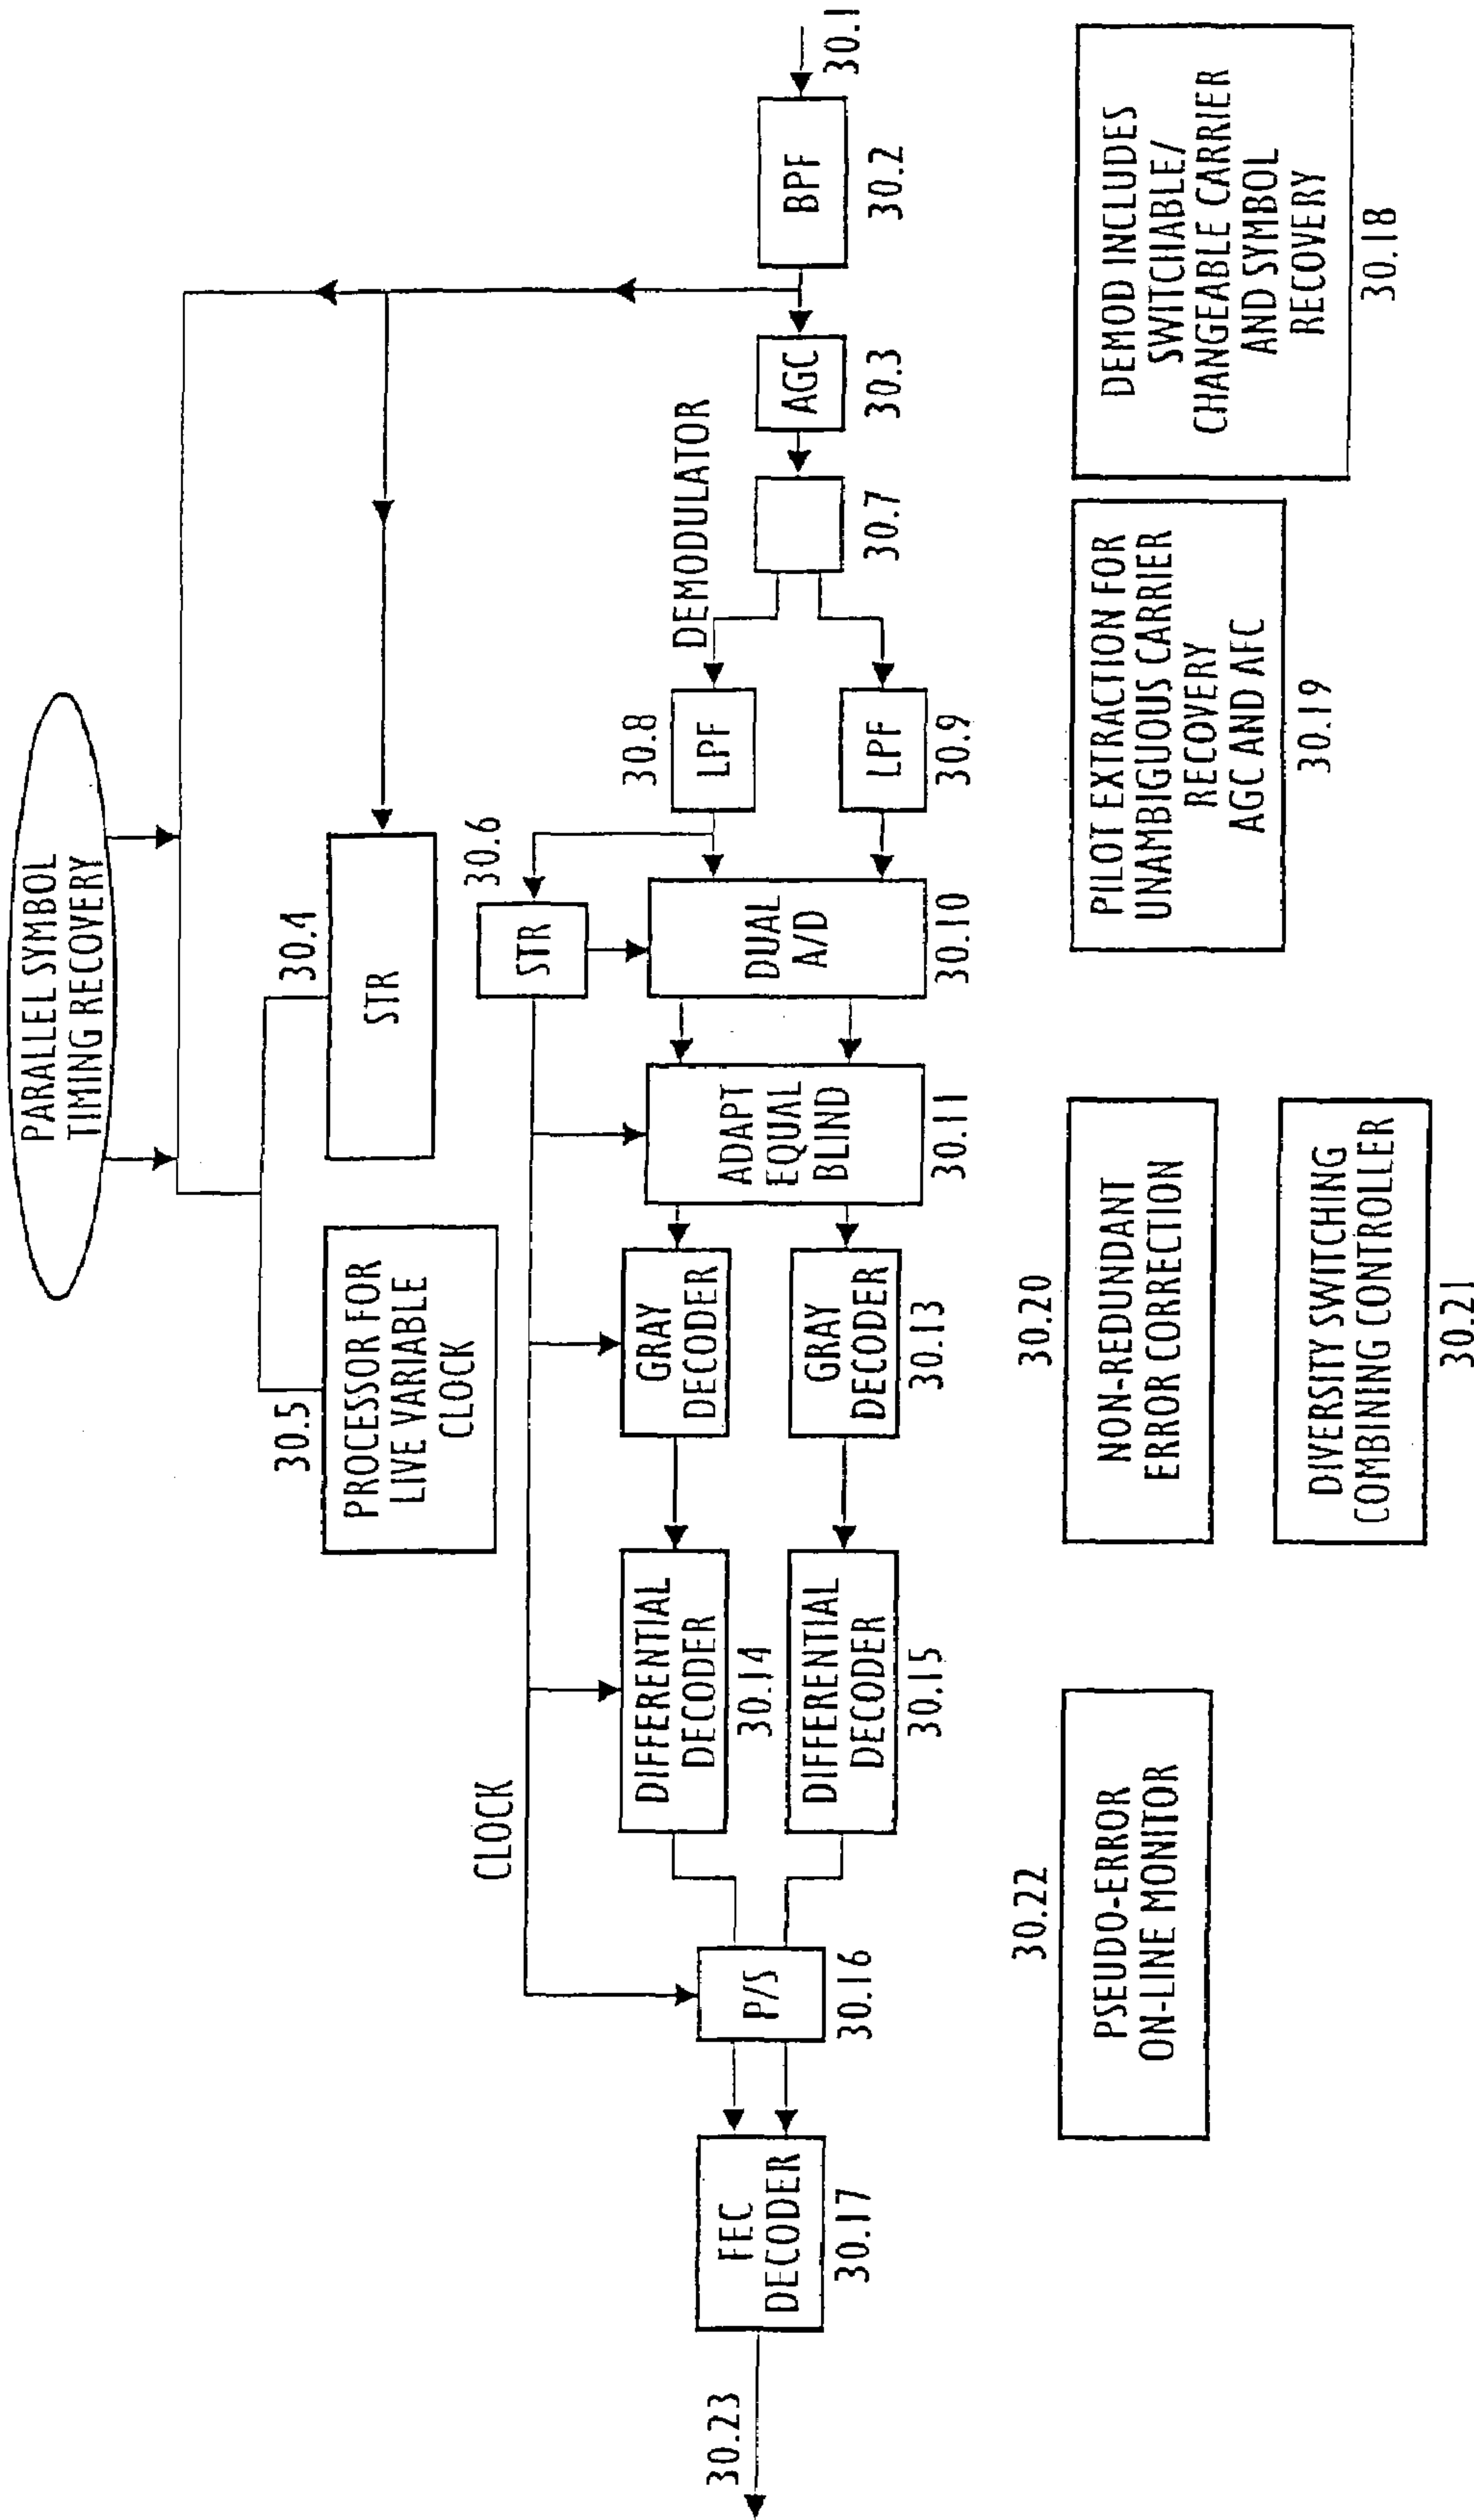 PARALLEL SYMBOL
TIMING RECOVERY
30.4
STR
30.5
PROCESSOR FOR
LIVE VARIABLE
CLOCK
30.6
STR
CLOCK
DEMODULATOR
30.1
BPF
30.2
AGC
30.3
30.7
30.8
LPF
LPF
30.9
DUAL
A/D
30.10
ADAPT
EQUAL
BLIND
30.11
GRAY
DECODER
GRAY
DECODER
30.13
DIFFERENTIAL
DECODER
30.14
DIFFERENTIAL
DECODER
30.15
P/S
30.16
FEC
DECODER
30.17
30.23
DEMOD INCLUDES
SWITCHABLE/
CHANGEABLE CARRIER
AND SYMBOL
RECOVERY
30.18
PILOT EXTRACTION FOR
UNAMBIGUOUS CARRIER
RECOVERY
AGC AND AFC
30.19
30.20
NON-REDUNDANT
ERROR CORRECTION
DIVERSITY SWITCHING
COMBINING CONTROLLER
30.21
30.22
PSEUDO-ERROR
ON-LINE MONITOR